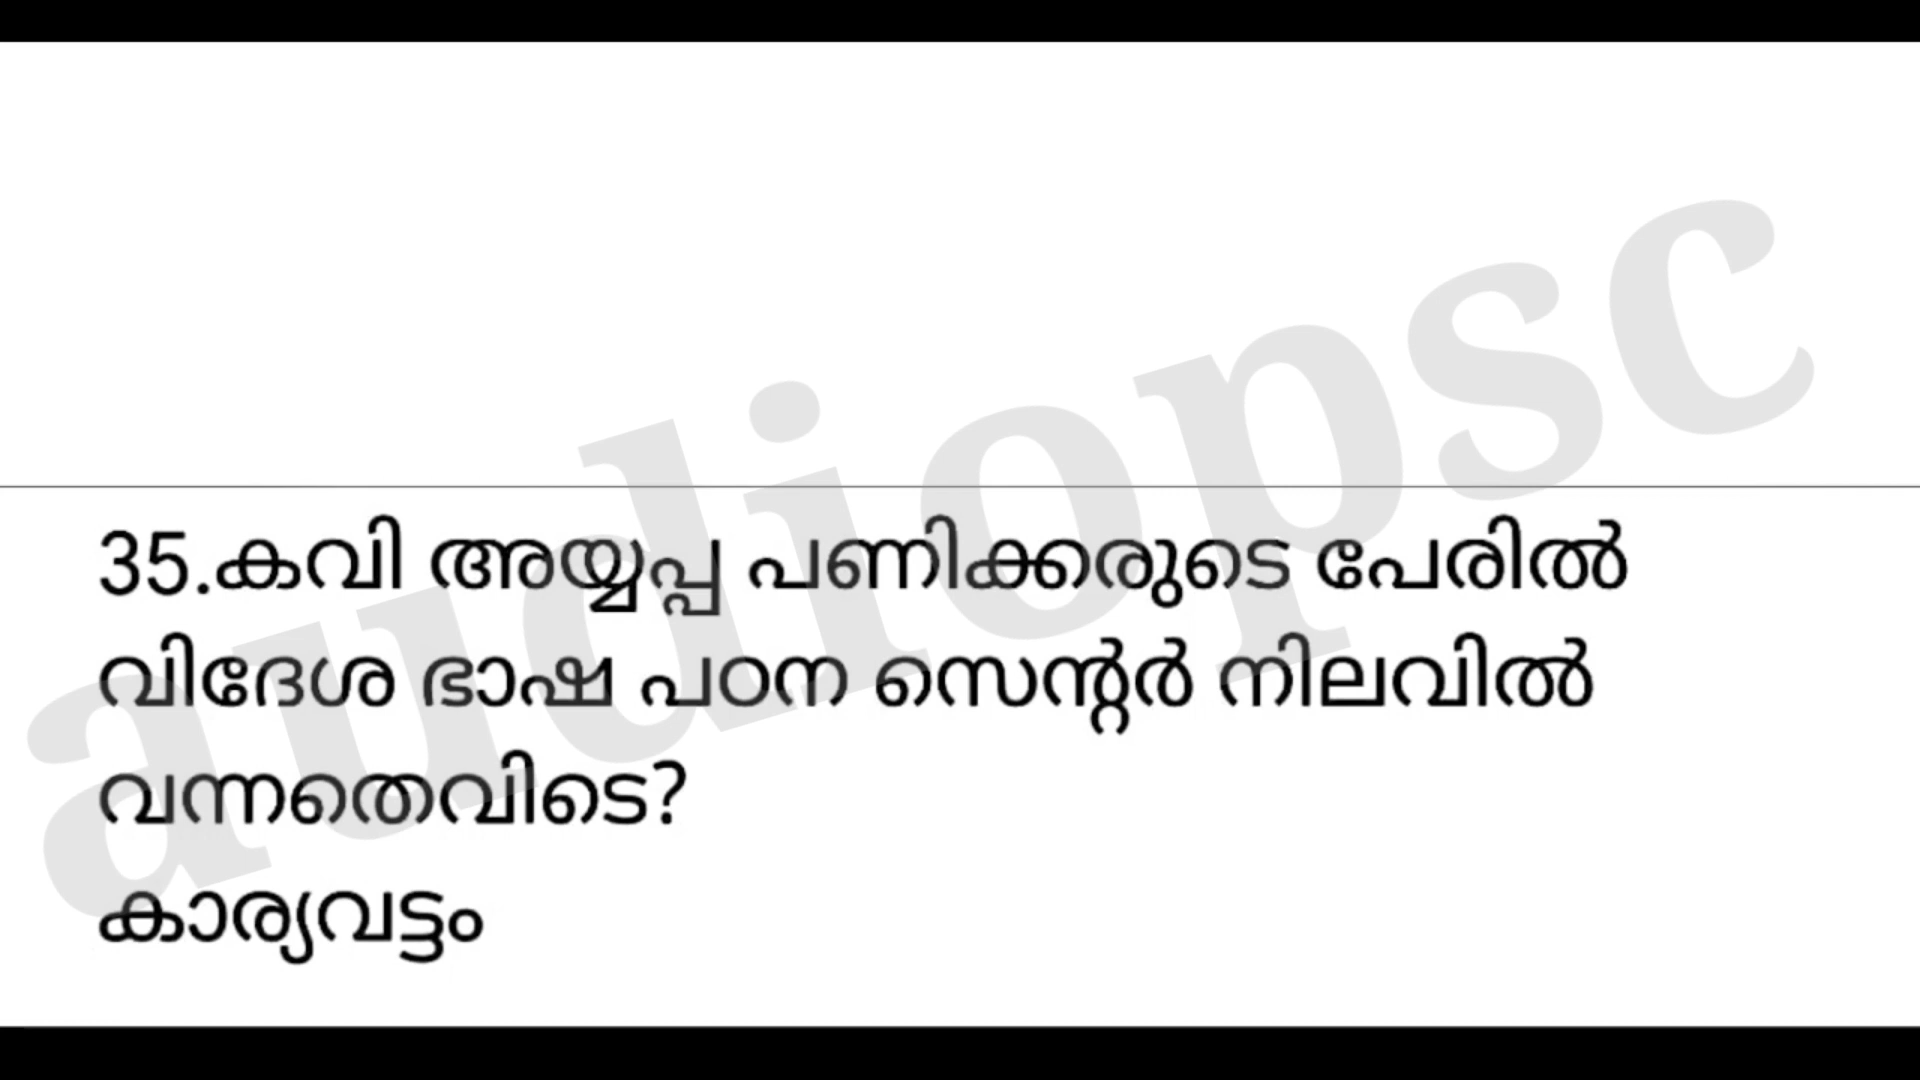 audiopsc
35.കവി അയ്യപ്പ പണിക്കരുടെ പേരിൽ
വിദേശ ഭാഷ പഠന സെന്റർ നിലവിൽ
വന്നതെവിടെ?
കാര്യവട്ടം